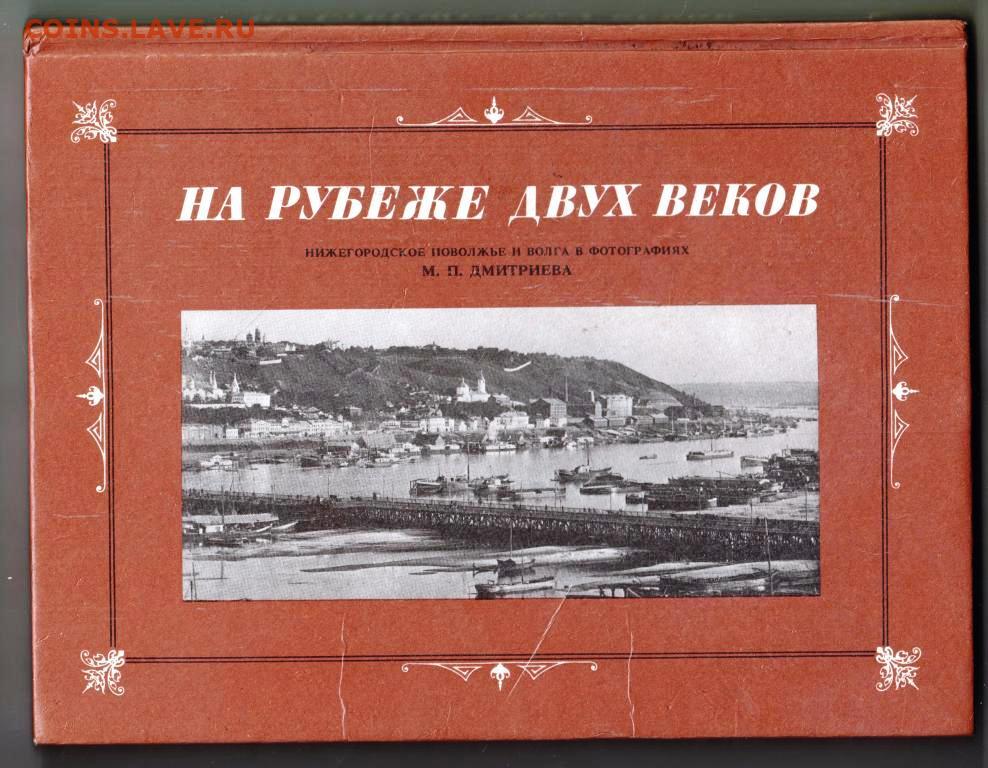 COINS.LAVE.RU
НА РУБЕЖЕ ДВУХ ВЕКОВ
НИЖЕГОРОДСКОЕ ПОВОЛЖЬЕ И ВОЛГА В ФОТОГРАФИЯХ
М. П. ДМИТРИЕВА